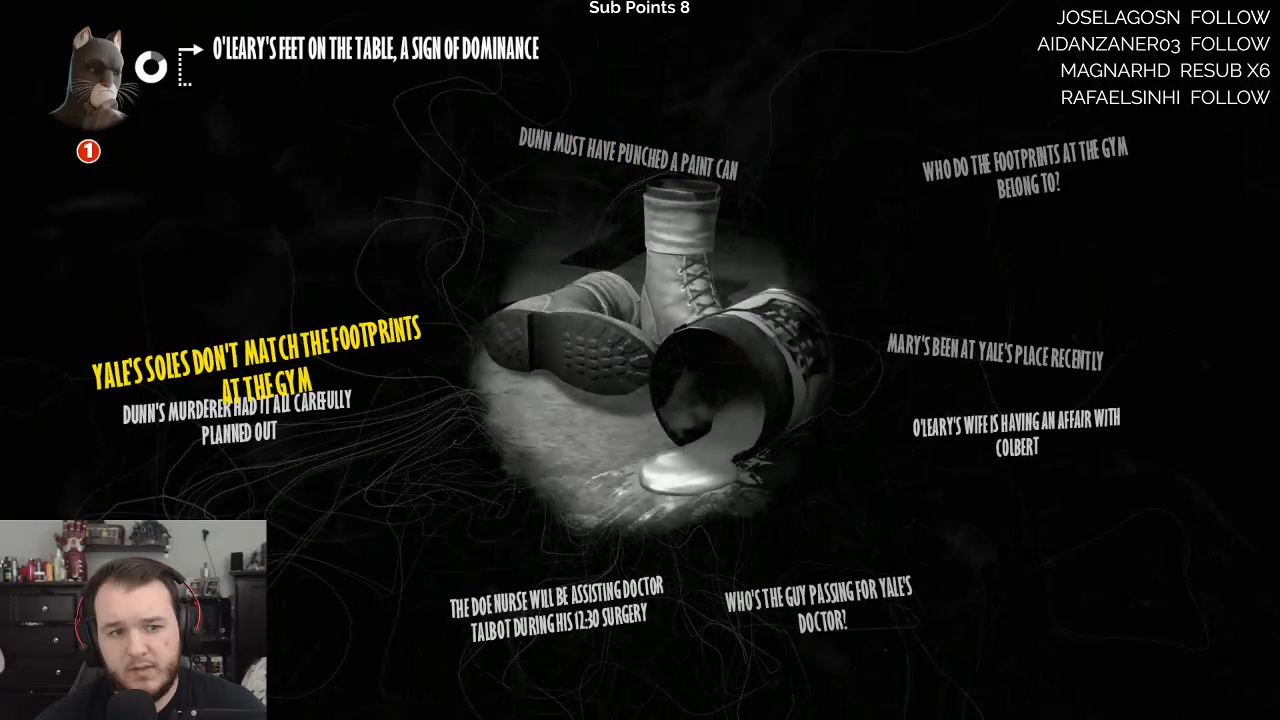 Sub Points 8
JOSELAGOSN FOLLOW
AIDANZANER03 FOLLOW
MAGNARHD RESUB X6
RAFAELSINHI FOLLOW
O'LEARY'S FEET ON THE TABLE, A SIGN OF DOMINANCE
1
DUNN MUST HAVE PUNCHED A PAINT CAN
WHO DO THE FOOTPRINTS AT THE GYM
BELONG TO?
YALE'S SOLES DON'T MATCH THE FOOTPRINTS
AT THE GYM
DUNN'S MURDERER HAD IT ALL CAREFULLY
PLANNED OUT
MARY'S BEEN AT YALE'S PLACE RECENTLY
O'LEARY'S WIFE IS HAVING AN AFFAIR WITH
COLBERT
THE DOE NURSE WILL BE ASSISTING DOCTOR
TALBOT DURING HIS 12:30 SURGERY
WHO'S THE GUY PASSING FOR YALE'S
DOCTOR?